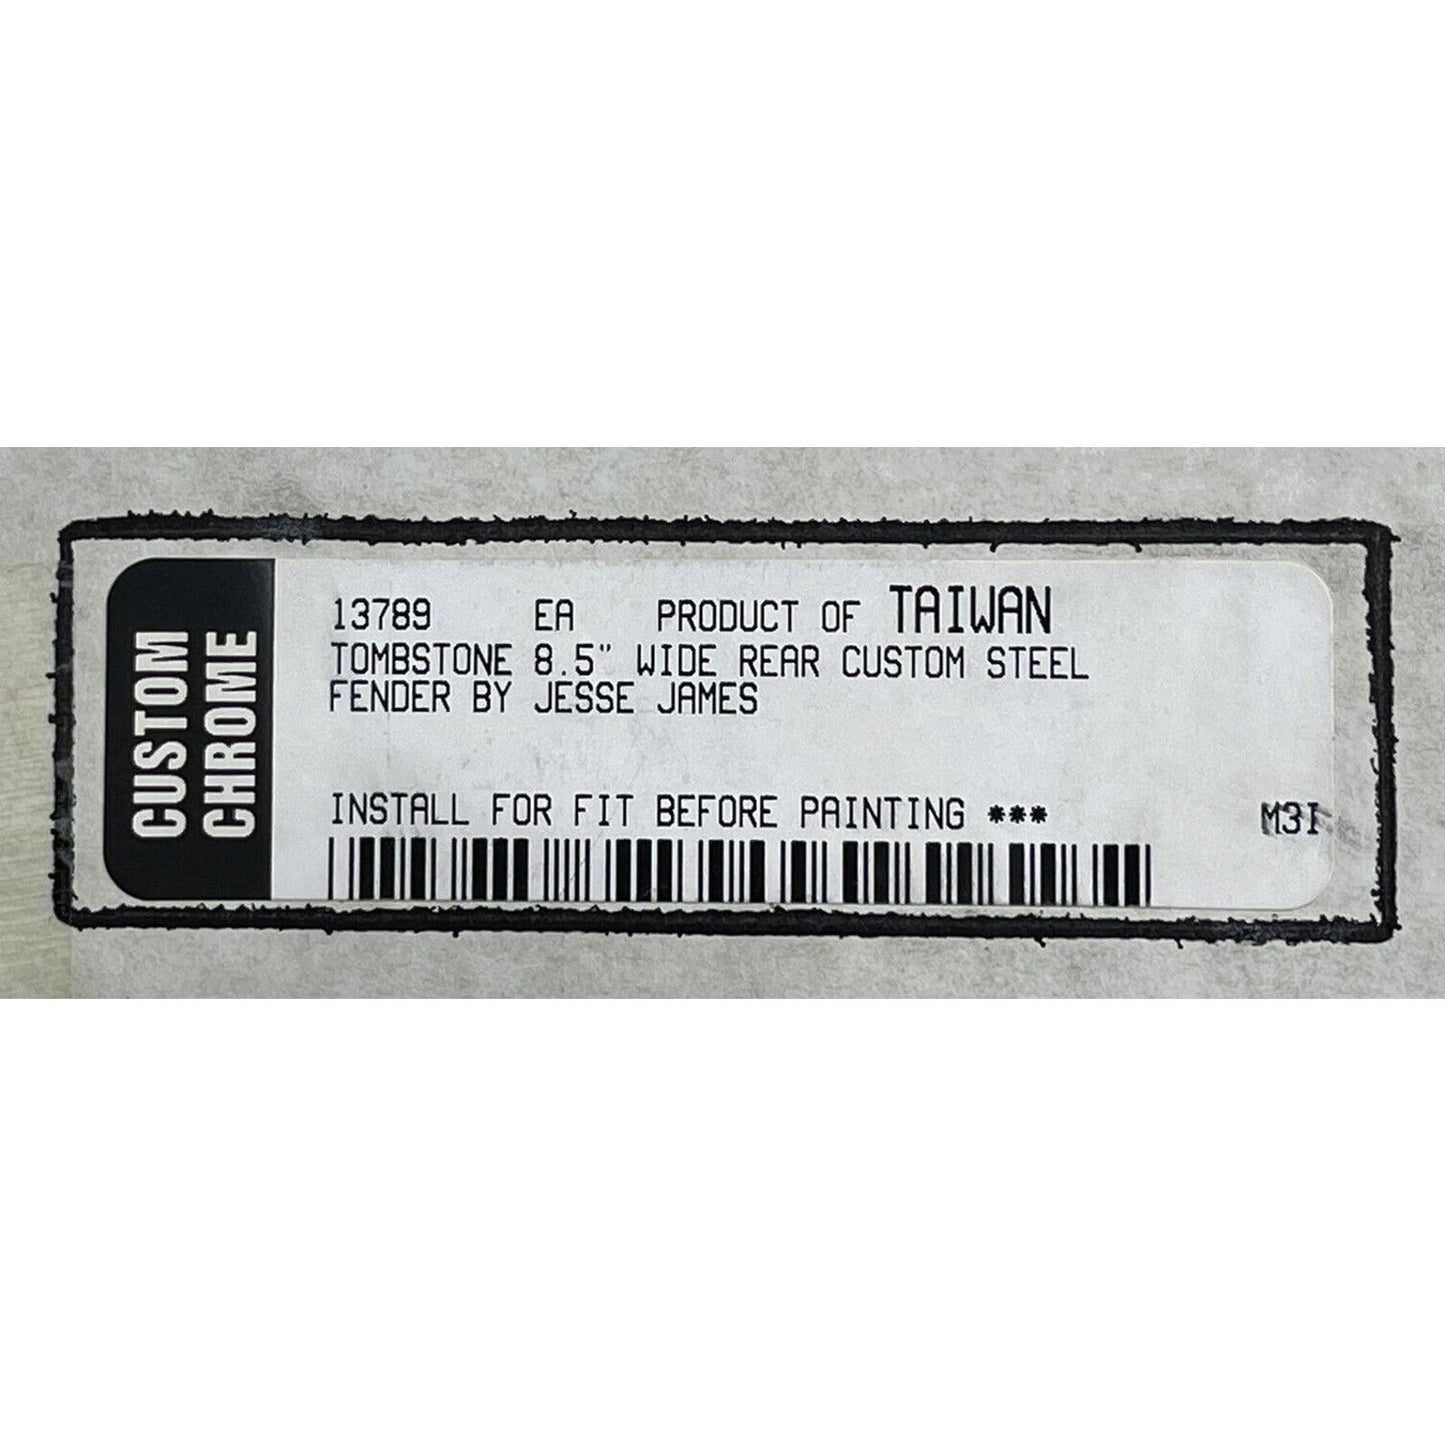 CUSTOM
CHROME
13789 EA PRODUCT OF TAIWAN
TOMBSTONE 8.5" WIDE REAR CUSTOM STEEL
FENDER BY JESSE JAMES
INSTALL FOR FIT BEFORE PAINTING *** M3I